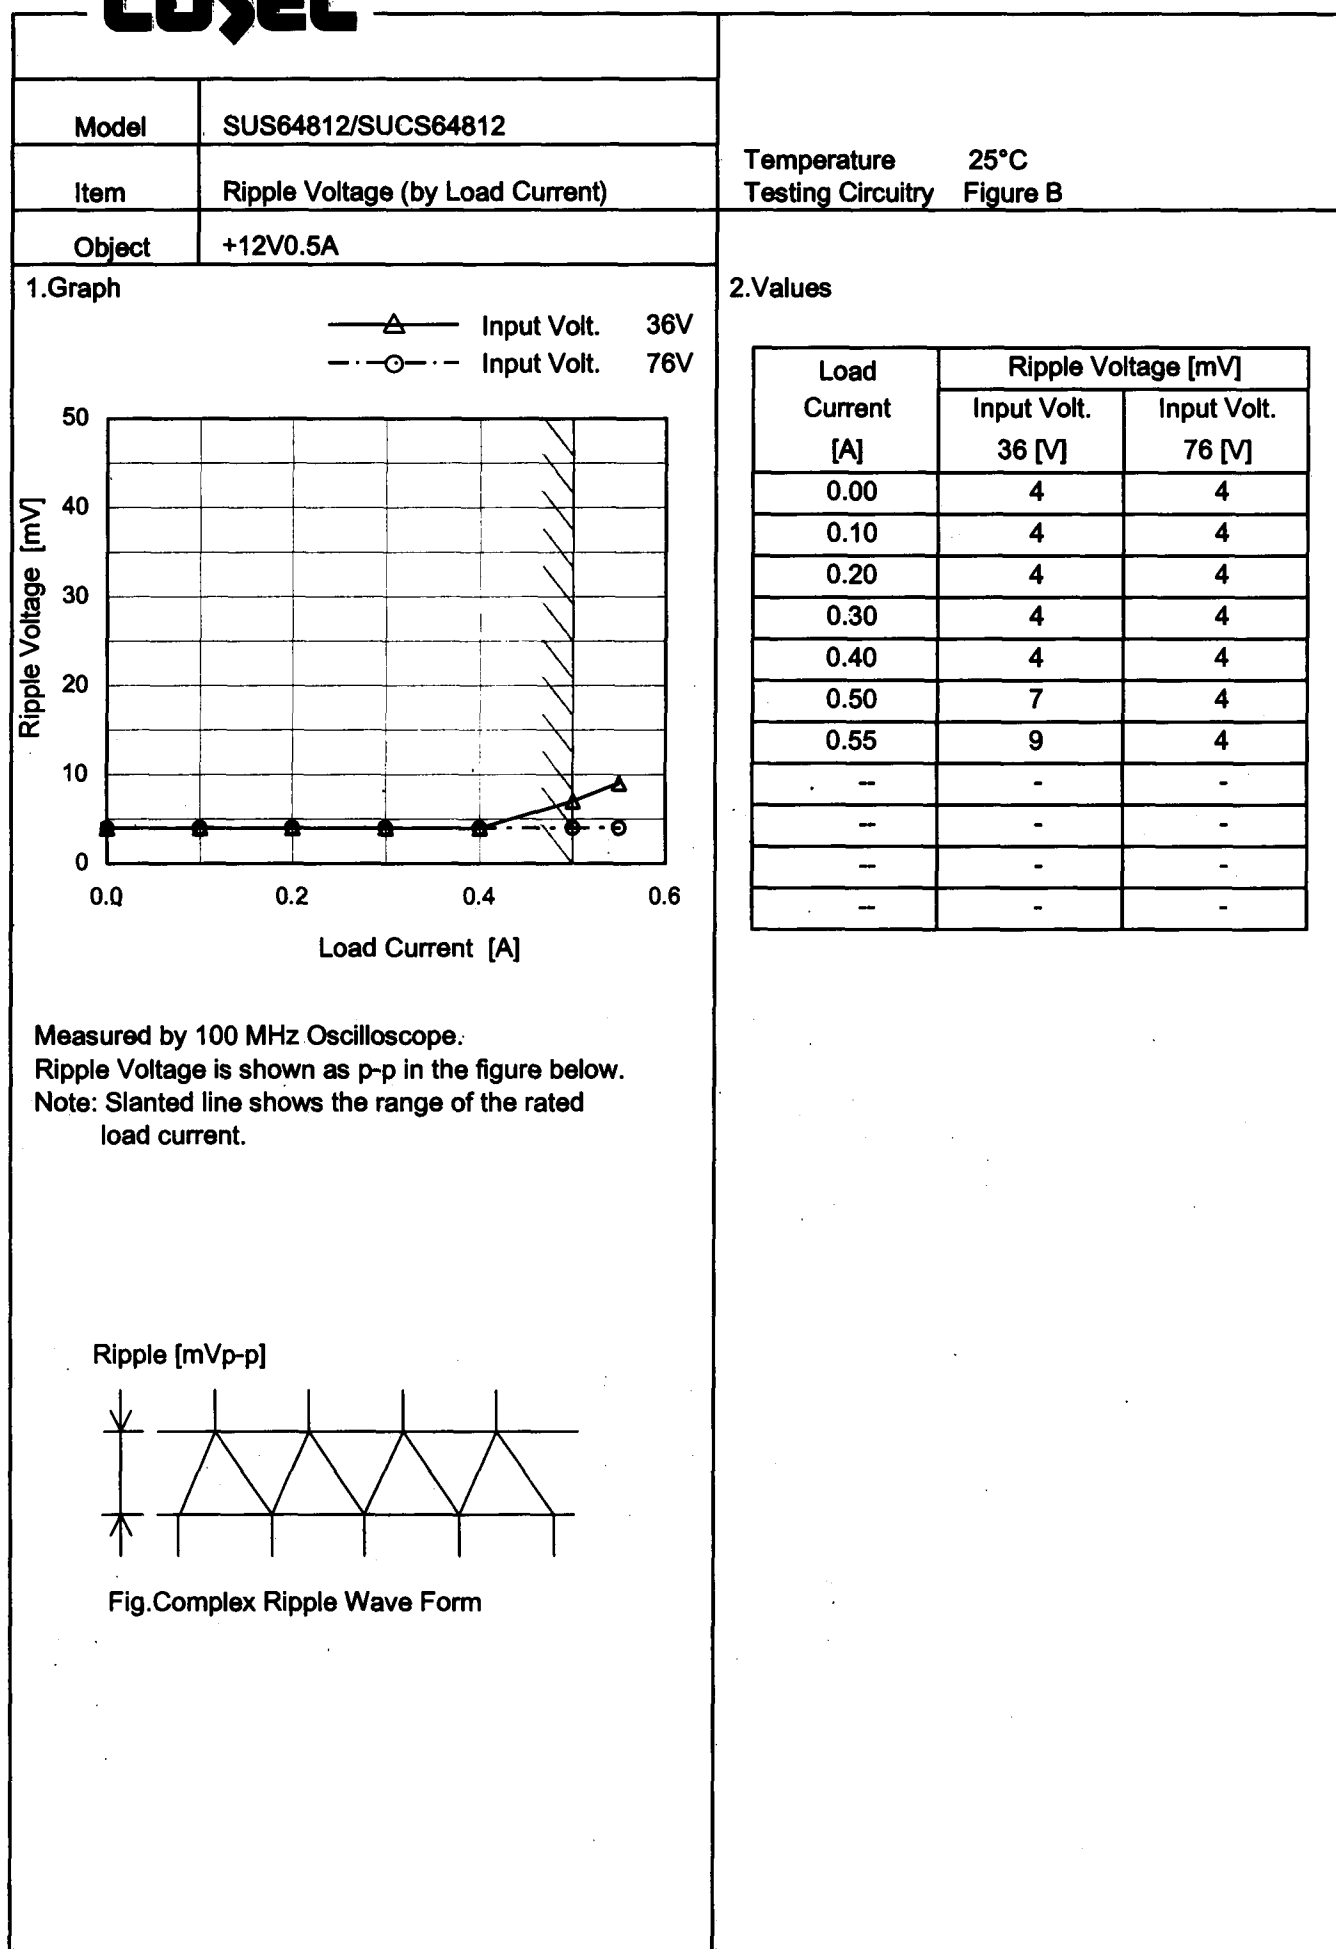 COSEL
Model SUS64812/SUCS64812
Item Ripple Voltage (by Load Current)
Object +12V0.5A
Temperature 25°C
Testing Circuitry Figure B
1.Graph
Input Volt. 36V
Input Volt. 76V
50
40
30
20
10
0
Ripple Voltage [mV]
0.0 0.2 0.4 0.6
Load Current [A]
Measured by 100 MHz Oscilloscope.
Ripple Voltage is shown as p-p in the figure below.
Note: Slanted line shows the range of the rated
load current.
Ripple [mVp-p]
Fig.Complex Ripple Wave Form
2.Values
Load Ripple Voltage [mV]
Current Input Volt. Input Volt.
[A] 36 [V] 76 [V]
0.00 4 4
0.10 4 4
0.20 4 4
0.30 4 4
0.40 4 4
0.50 7 4
0.55 9 4
-- - -
-- - -
-- - -
-- - -